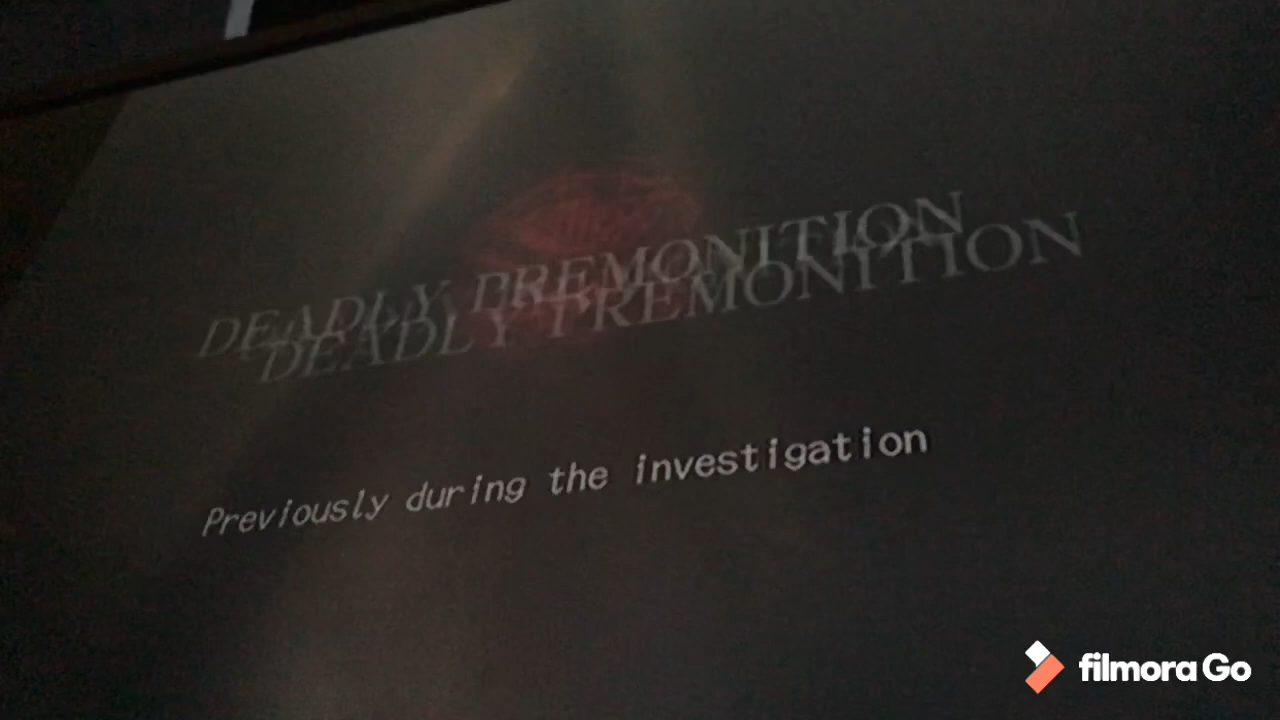 DEADLY PREMONITION
DEADLY PREMONITION
Previously during the investigation
filmora Go